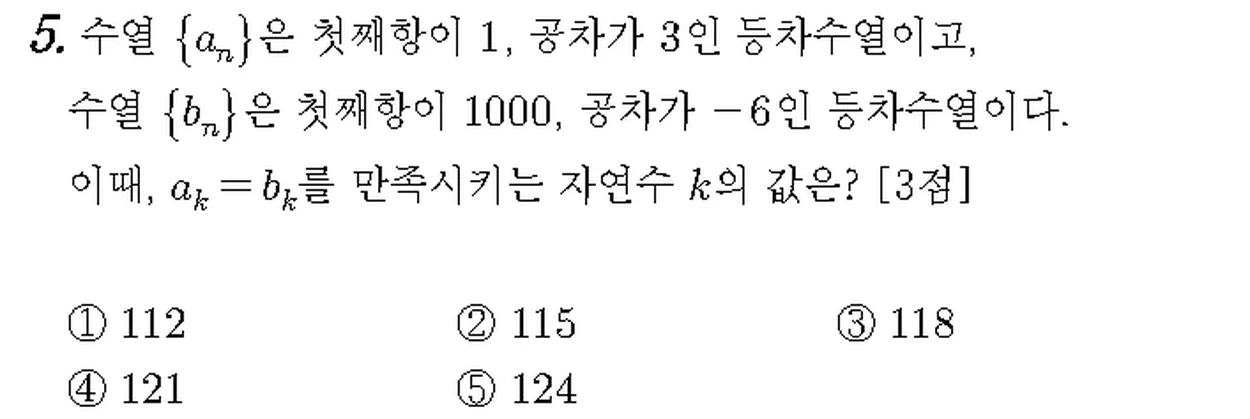 5. 수열 {aₙ}은 첫째항이 1, 공차가 3인 등차수열이고,
수열 {bₙ}은 첫째항이 1000, 공차가 −6인 등차수열이다.
이때, aₖ=bₖ를 만족시키는 자연수 k의 값은? [3점]
① 112 ② 115 ③ 118
④ 121 ⑤ 124